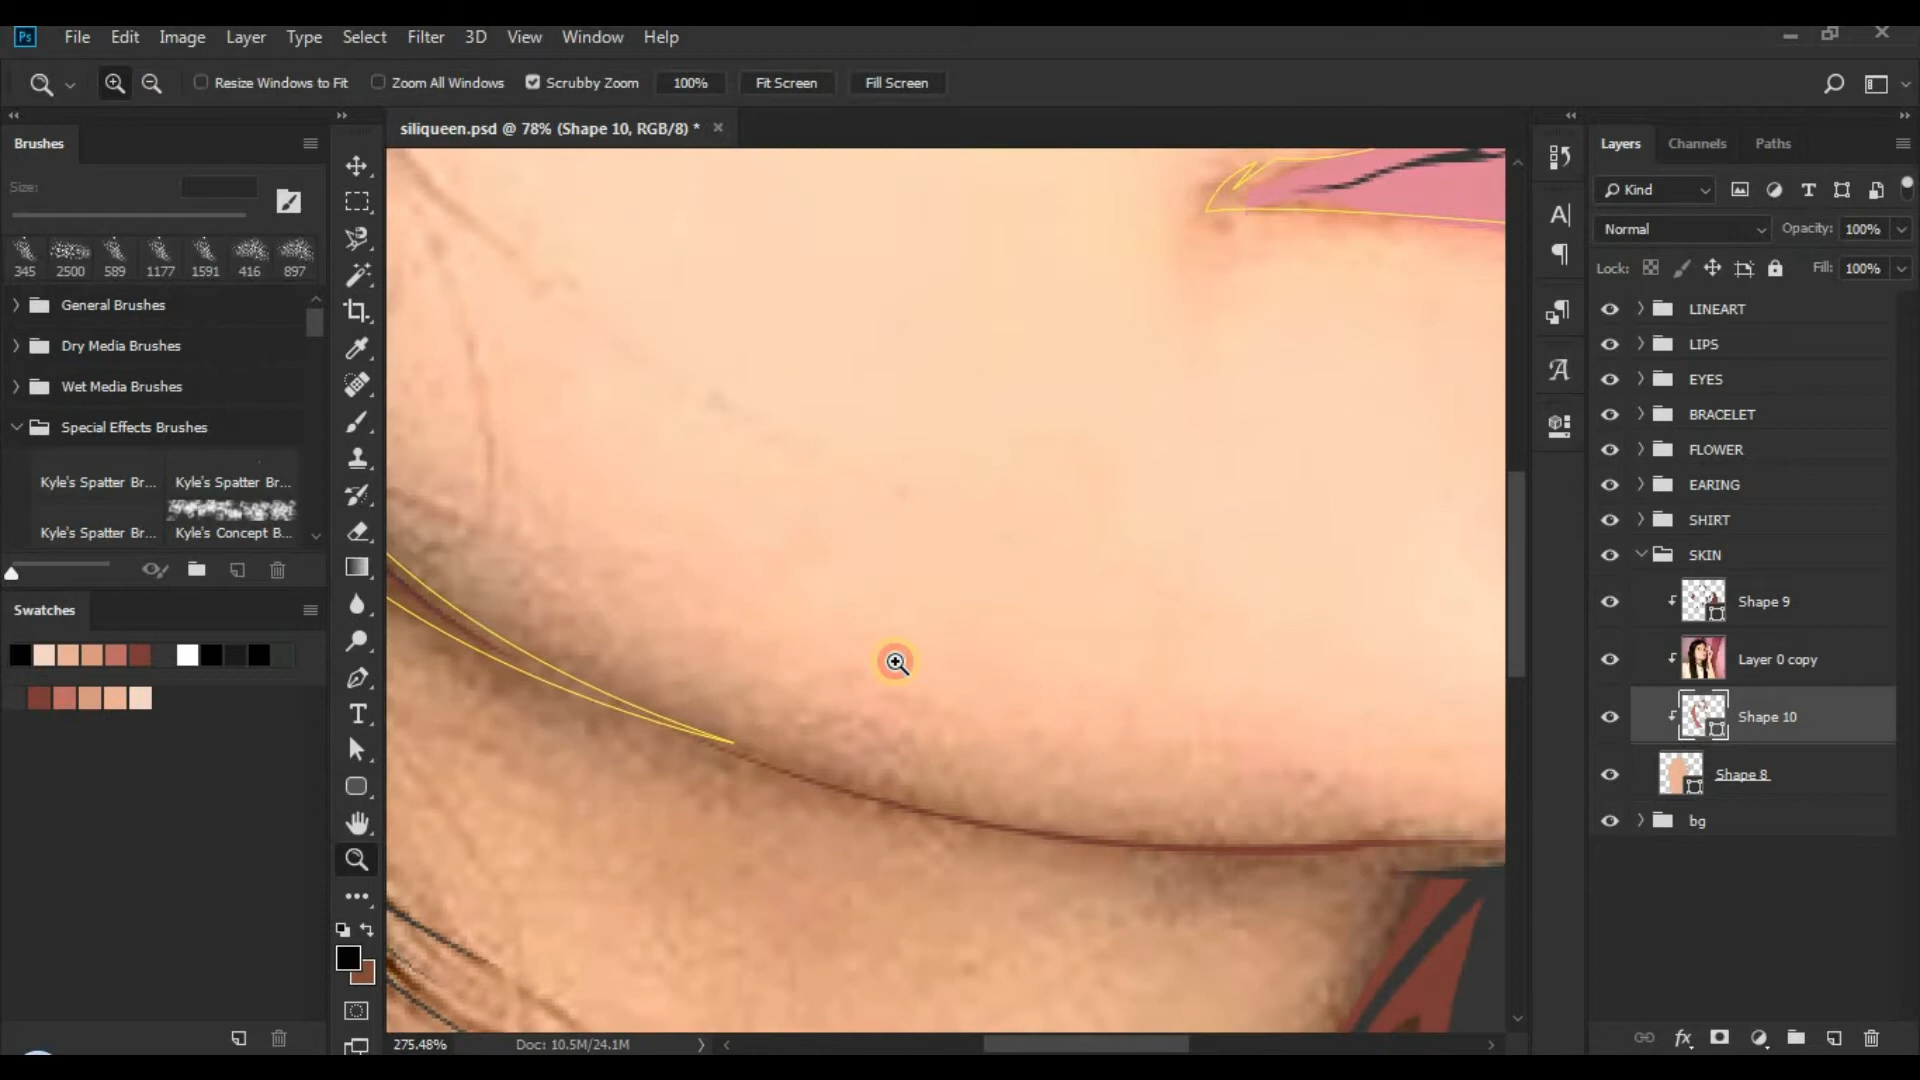 Ps File Edit Image Layer Type Select Filter 3D View Window Help
Resize Windows to Fit Zoom All Windows Scrubby Zoom 100% Fit Screen Fill Screen
Brushes
siliqueen.psd @ 78% (Shape 10, RGB/8) *
Layers Channels Paths
Size:
Kind
Normal Opacity: 100%
345 2500 589 1177 1591 416 897
Lock: Fill: 100%
General Brushes
Dry Media Brushes
Wet Media Brushes
Special Effects Brushes
Kyle's Spatter Br... Kyle's Spatter Br...
Kyle's Spatter Br... Kyle's Concept B...
Swatches
LINEART
LIPS
EYES
BRACELET
FLOWER
EARING
SHIRT
SKIN
Shape 9
Layer 0 copy
Shape 10
Shape 8
bg
275.48% Doc: 10.5M/24.1M